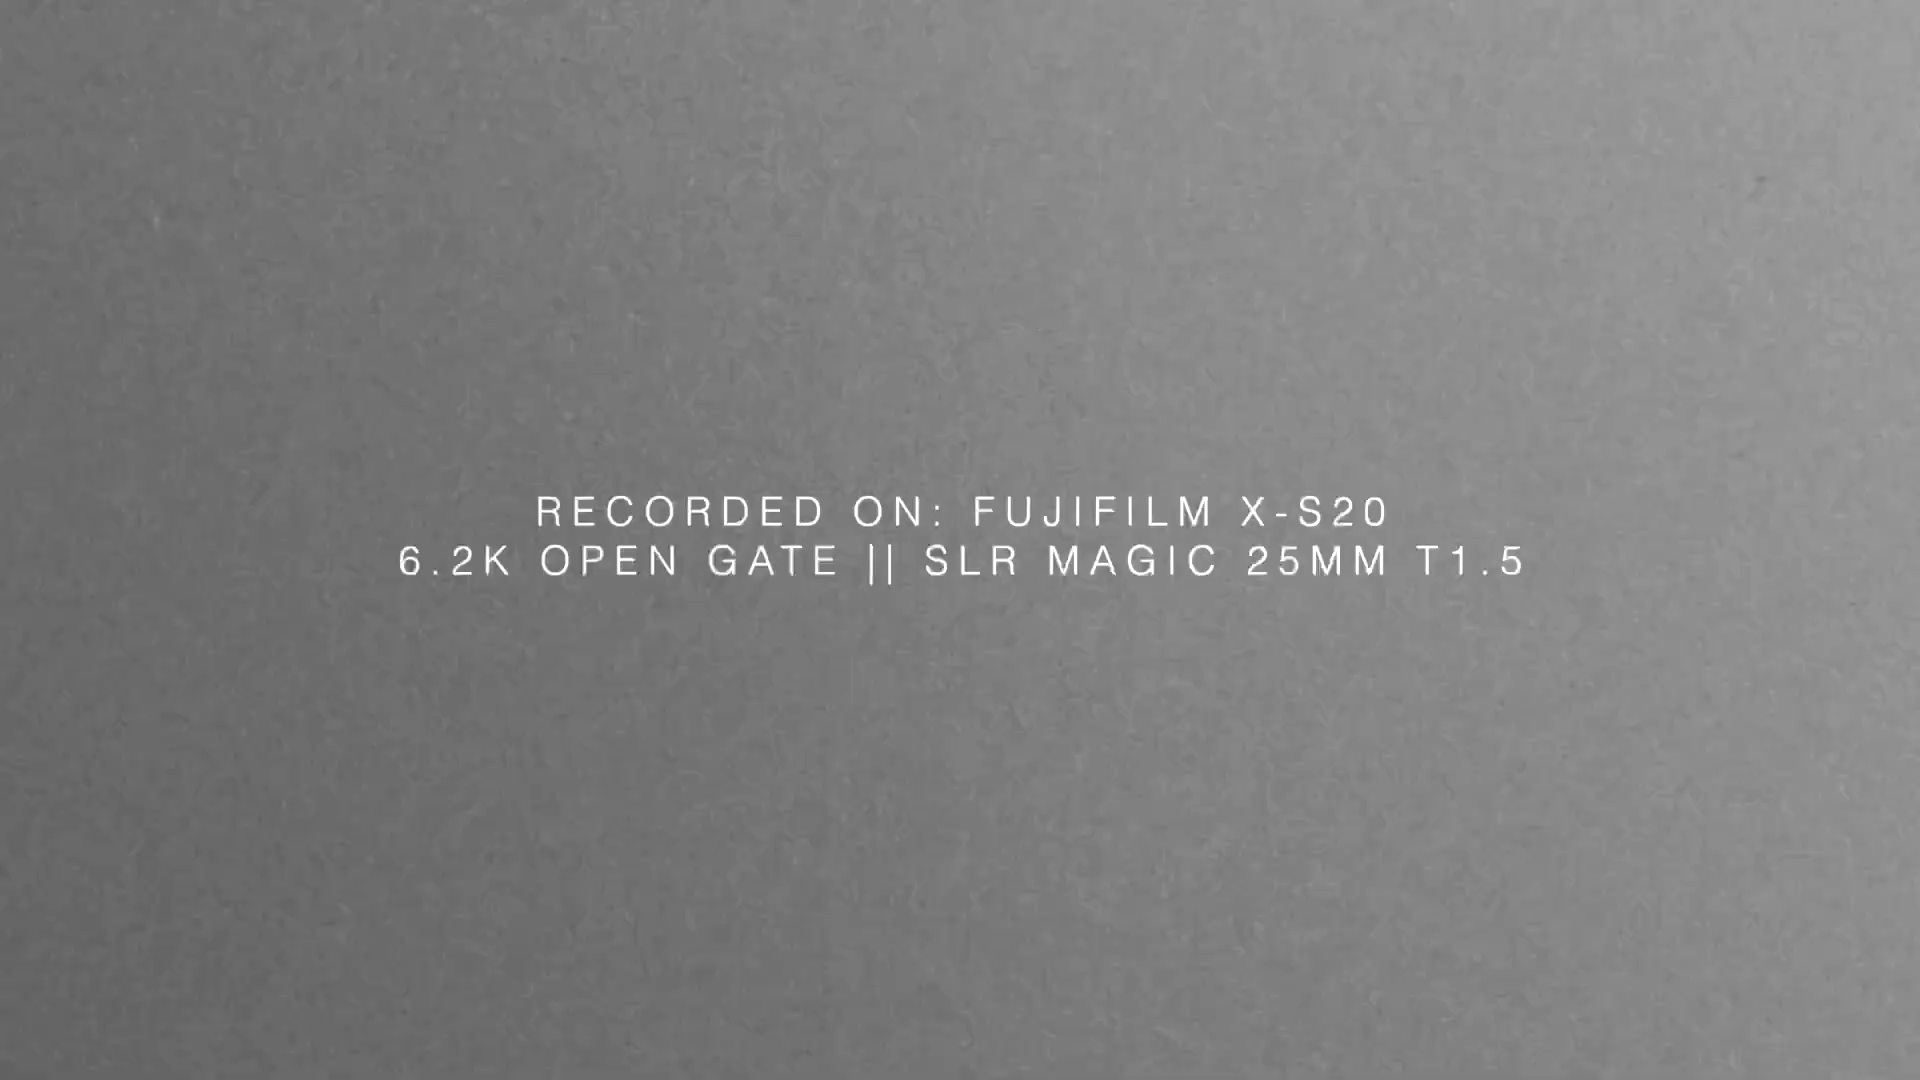 RECORDED ON: FUJIFILM X-S20
6.2K OPEN GATE || SLR MAGIC 25MM T1.5